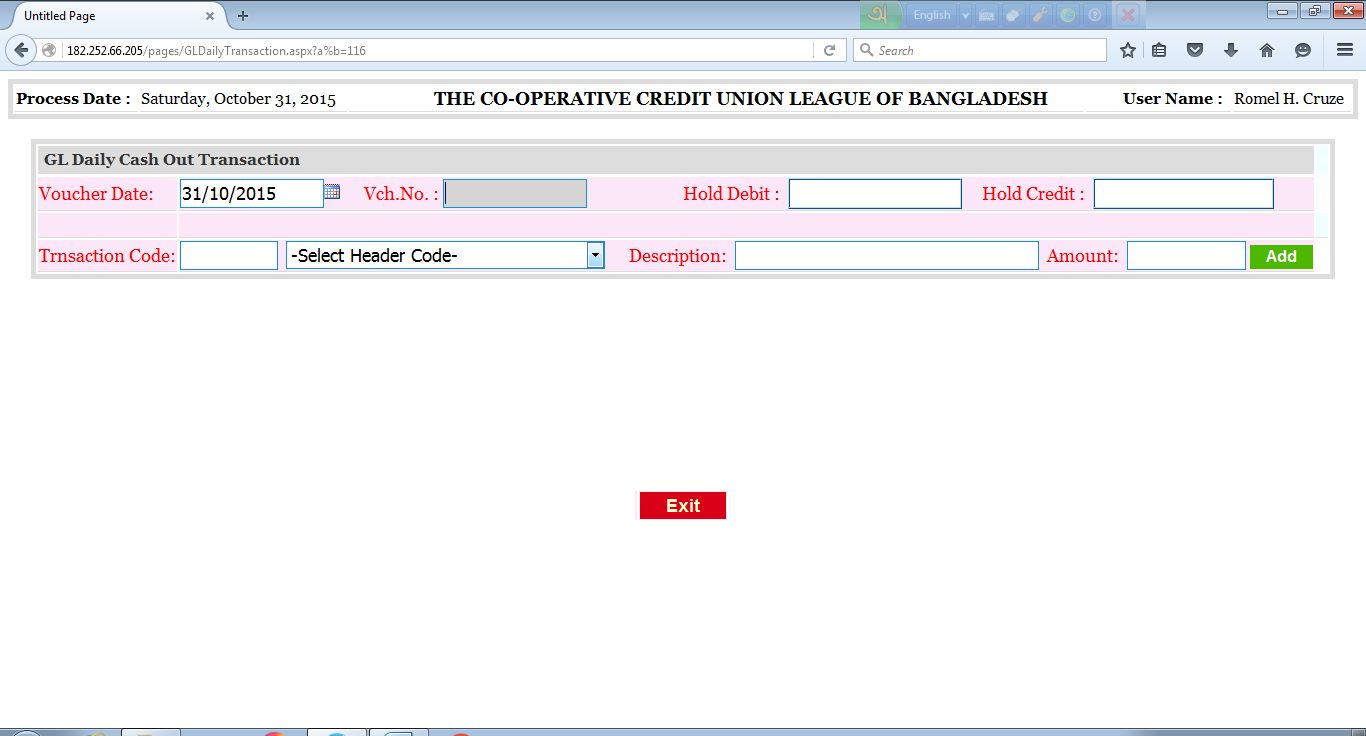 Untitled Page
অ English
182.252.66.205/pages/GLDailyTransaction.aspx?a%b=116
Search
Process Date : Saturday, October 31, 2015 THE CO-OPERATIVE CREDIT UNION LEAGUE OF BANGLADESH User Name : Romel H. Cruze
GL Daily Cash Out Transaction
Voucher Date: 31/10/2015 Vch.No. : Hold Debit : Hold Credit :
Trnsaction Code: -Select Header Code- Description: Amount: Add
Exit